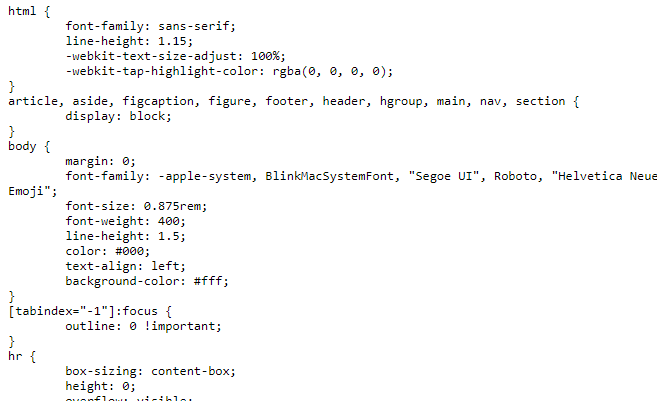 html {
font-family: sans-serif;
line-height: 1.15;
-webkit-text-size-adjust: 100%;
-webkit-tap-highlight-color: rgba(0, 0, 0, 0);
}
article, aside, figcaption, figure, footer, header, hgroup, main, nav, section {
display: block;
}
body {
margin: 0;
font-family: -apple-system, BlinkMacSystemFont, "Segoe UI", Roboto, "Helvetica Neue
Emoji";
font-size: 0.875rem;
font-weight: 400;
line-height: 1.5;
color: #000;
text-align: left;
background-color: #fff;
}
[tabindex="-1"]:focus {
outline: 0 !important;
}
hr {
box-sizing: content-box;
height: 0;
overflow: visible;